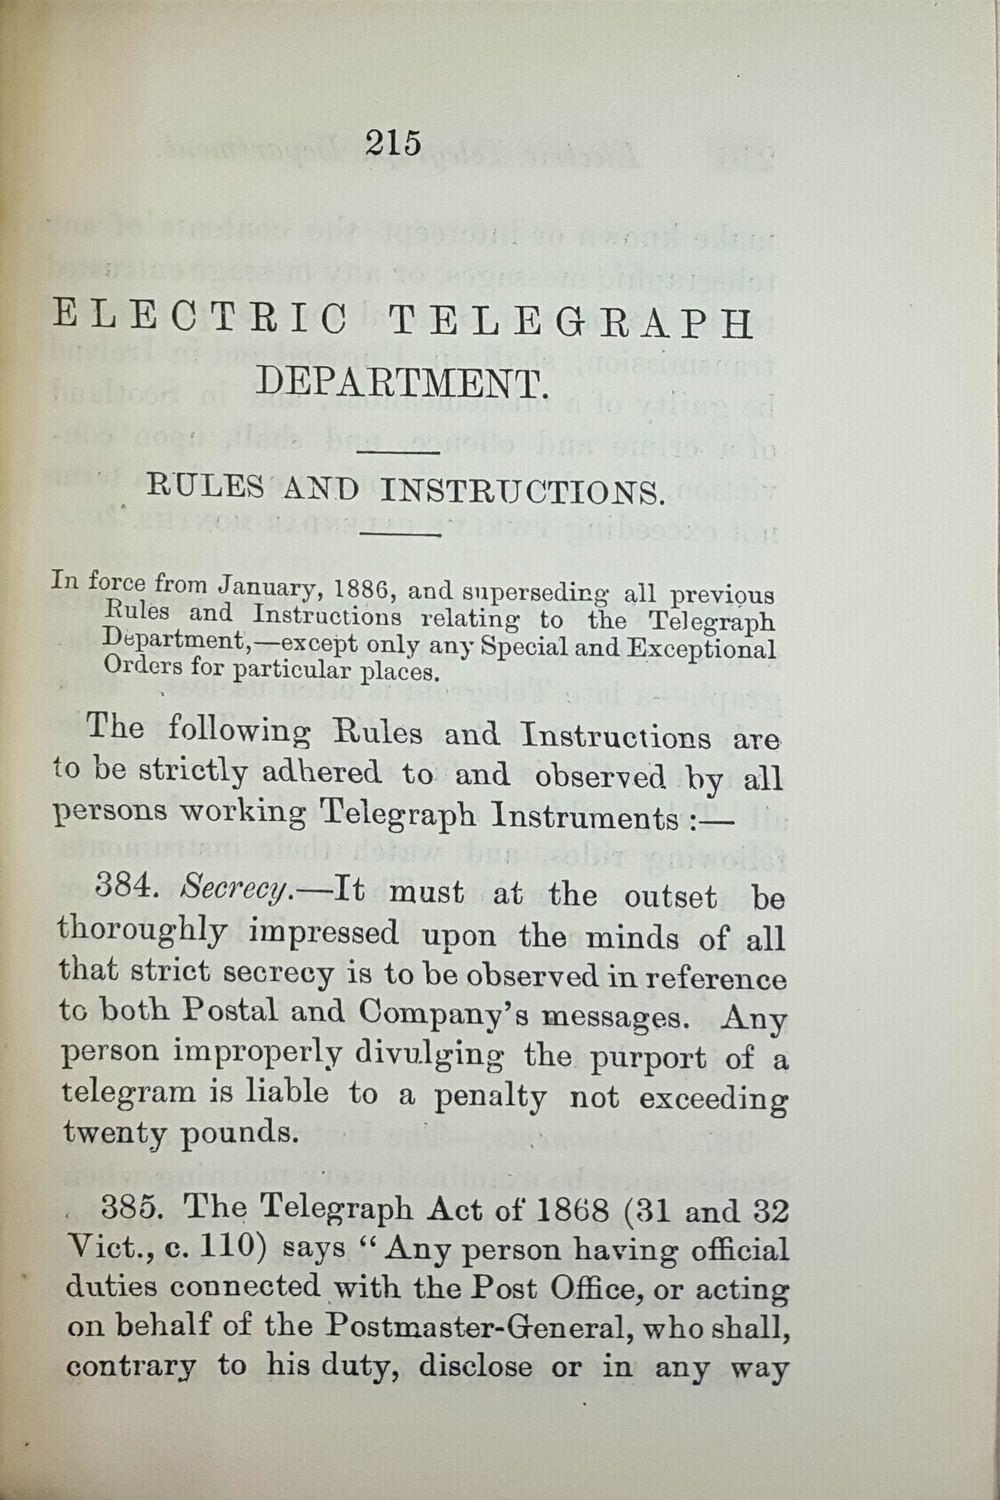 215
ELECTRIC TELEGRAPH
DEPARTMENT.
RULES AND INSTRUCTIONS.
In force from January, 1886, and superseding all previous
Rules and Instructions relating to the Telegraph
Department,—except only any Special and Exceptional
Orders for particular places.
The following Rules and Instructions are
to be strictly adhered to and observed by all
persons working Telegraph Instruments :—
384. Secrecy.—It must at the outset be
thoroughly impressed upon the minds of all
that strict secrecy is to be observed in reference
to both Postal and Company's messages. Any
person improperly divulging the purport of a
telegram is liable to a penalty not exceeding
twenty pounds.
385. The Telegraph Act of 1868 (31 and 32
Vict., c. 110) says “ Any person having official
duties connected with the Post Office, or acting
on behalf of the Postmaster-General, who shall,
contrary to his duty, disclose or in any way